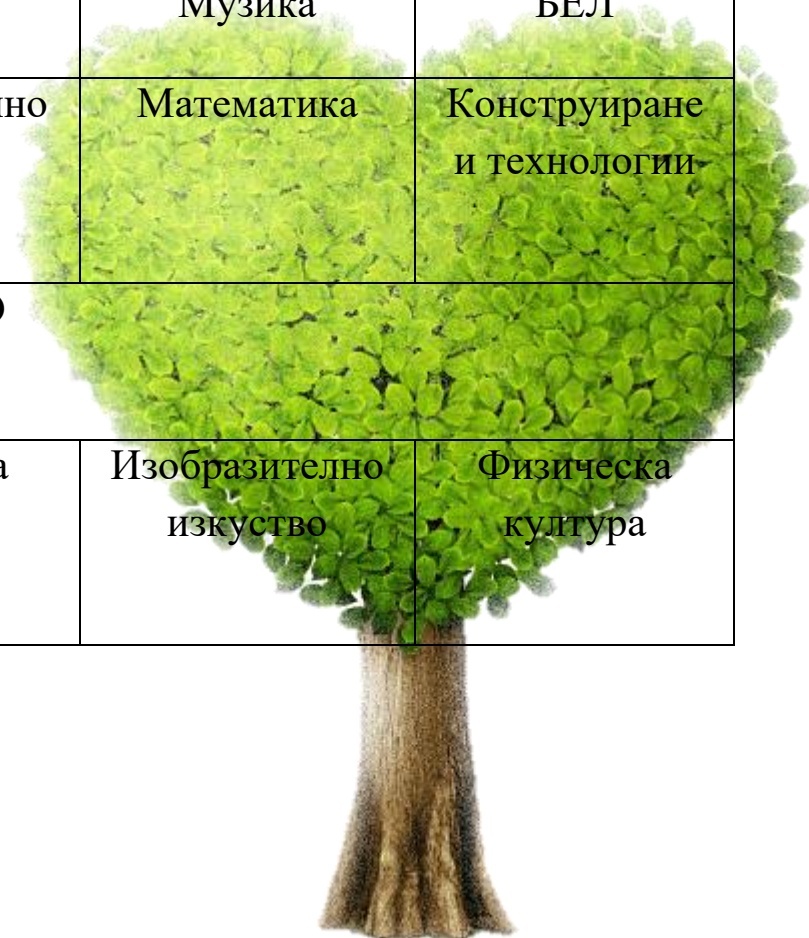 Музика БЕЛ
Математика Конструиране
и технологии
Изобразително Физическа
изкуство култура